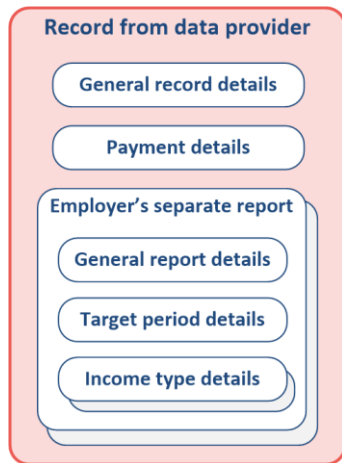 Record from data provider
General record details
Payment details
Employer’s separate report
General report details
Target period details
Income type details